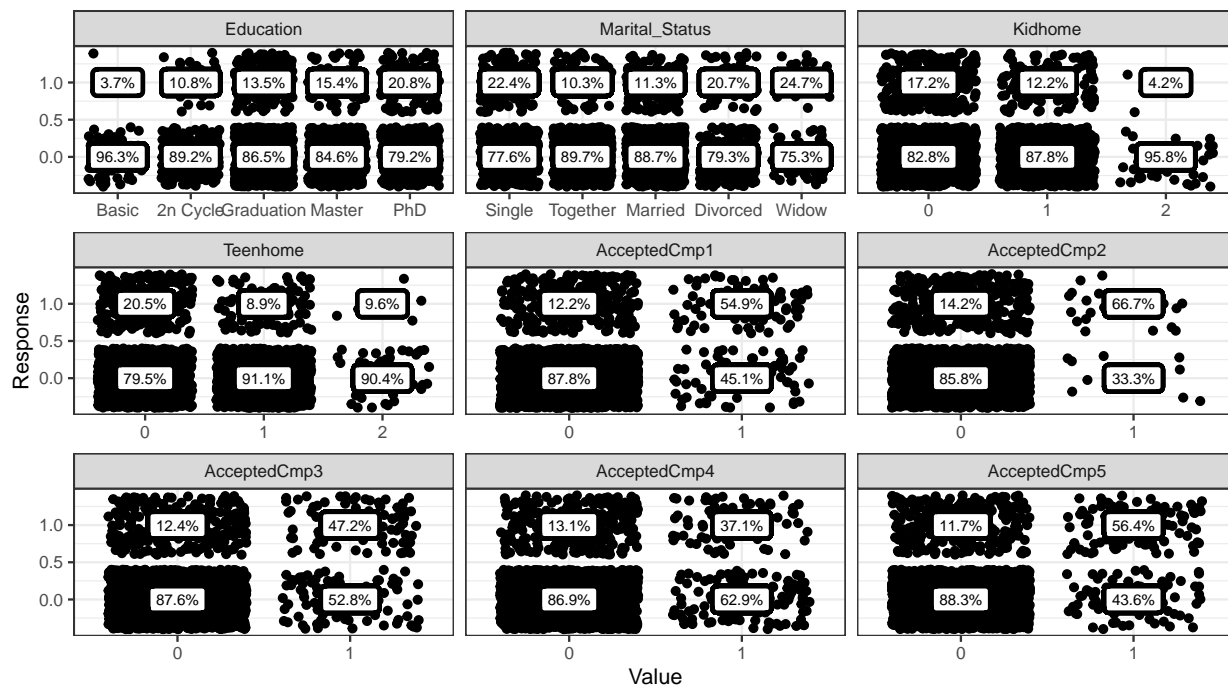 Education Marital_Status Kidhome
1.0 3.7% 10.8% 13.5% 15.4% 20.8% 22.4% 10.3% 11.3% 20.7% 24.7% 17.2% 12.2% 4.2%
0.5
0.0 96.3% 89.2% 86.5% 84.6% 79.2% 77.6% 89.7% 88.7% 79.3% 75.3% 82.8% 87.8% 95.8%
Basic 2n Cycle Graduation Master PhD Single Together Married Divorced Widow 0 1 2
Teenhome AcceptedCmp1 AcceptedCmp2
1.0 20.5% 8.9% 9.6% 12.2% 54.9% 14.2% 66.7%
0.5
0.0 79.5% 91.1% 90.4% 87.8% 45.1% 85.8% 33.3%
0 1 2 0 1 0 1
Response
AcceptedCmp3 AcceptedCmp4 AcceptedCmp5
1.0 12.4% 47.2% 13.1% 37.1% 11.7% 56.4%
0.5
0.0 87.6% 52.8% 86.9% 62.9% 88.3% 43.6%
0 1 0 1 0 1
Value